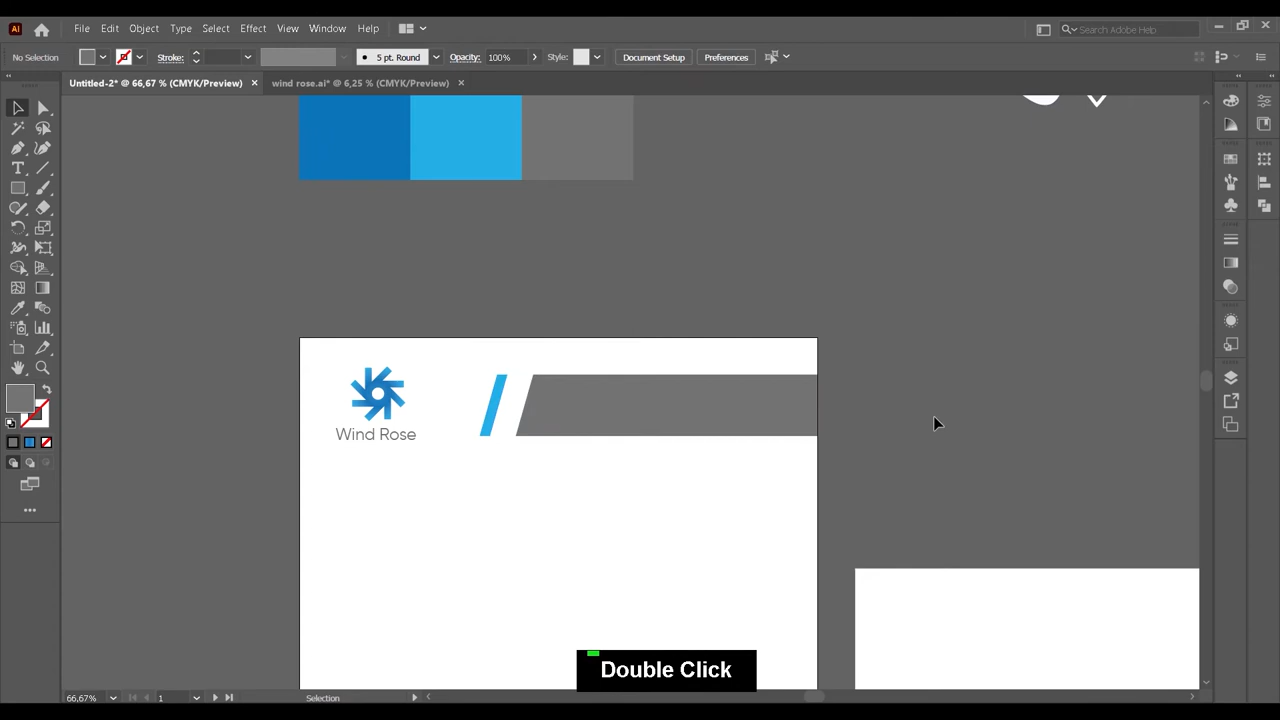 Ai File Edit Object Type Select Effect View Window Help Search Adobe Help
No Selection Stroke: 5 pt. Round Opacity: 100% Style: Document Setup Preferences
Untitled-2* @ 66,67 % (CMYK/Preview) × wind rose.ai* @ 6,25 % (CMYK/Preview) ×
Wind Rose
Double Click
66,67% 1 Selection